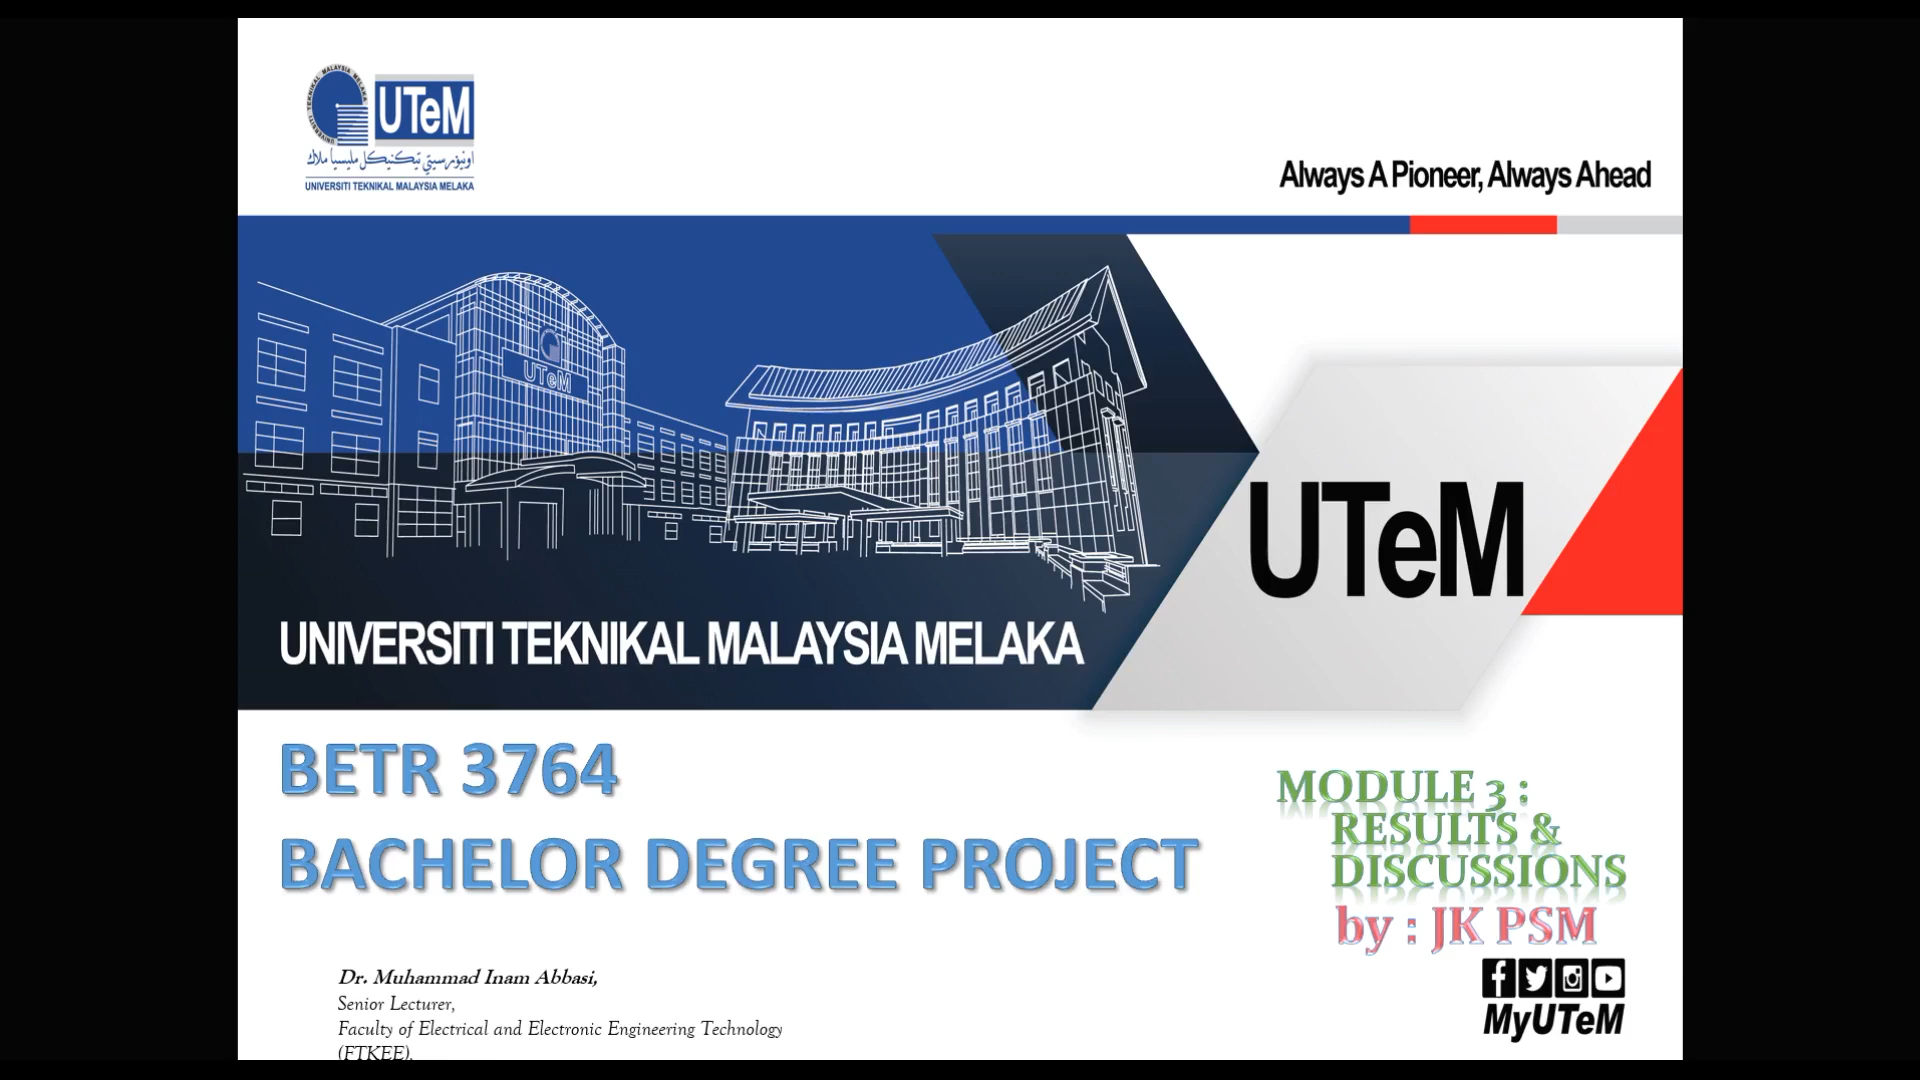 UTeM
اونيۏرسيتي تيكنيكل مليسيا ملاك
UNIVERSITI TEKNIKAL MALAYSIA MELAKA
Always A Pioneer, Always Ahead
UTeM
UTeM
UNIVERSITI TEKNIKAL MALAYSIA MELAKA
BETR 3764
BACHELOR DEGREE PROJECT
MODULE 3 :
RESULTS &
DISCUSSIONS
by : JK PSM
MyUTeM
Dr. Muhammad Inam Abbasi,
Senior Lecturer,
Faculty of Electrical and Electronic Engineering Technology
(FTKEE),